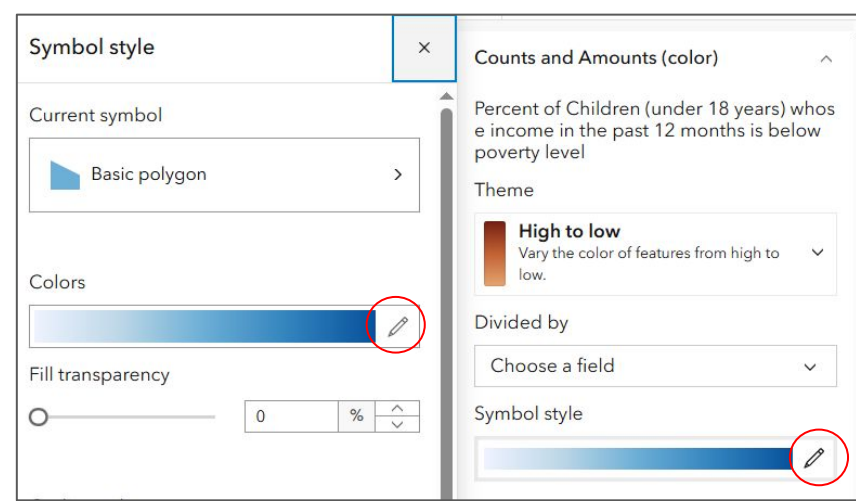 Symbol style
Current symbol
Basic polygon
Colors
Fill transparency
0
%
Counts and Amounts (color)
Percent of Children (under 18 years) whos
e income in the past 12 months is below
poverty level
Theme
High to low
Vary the color of features from high to
low.
Divided by
Choose a field
Symbol style